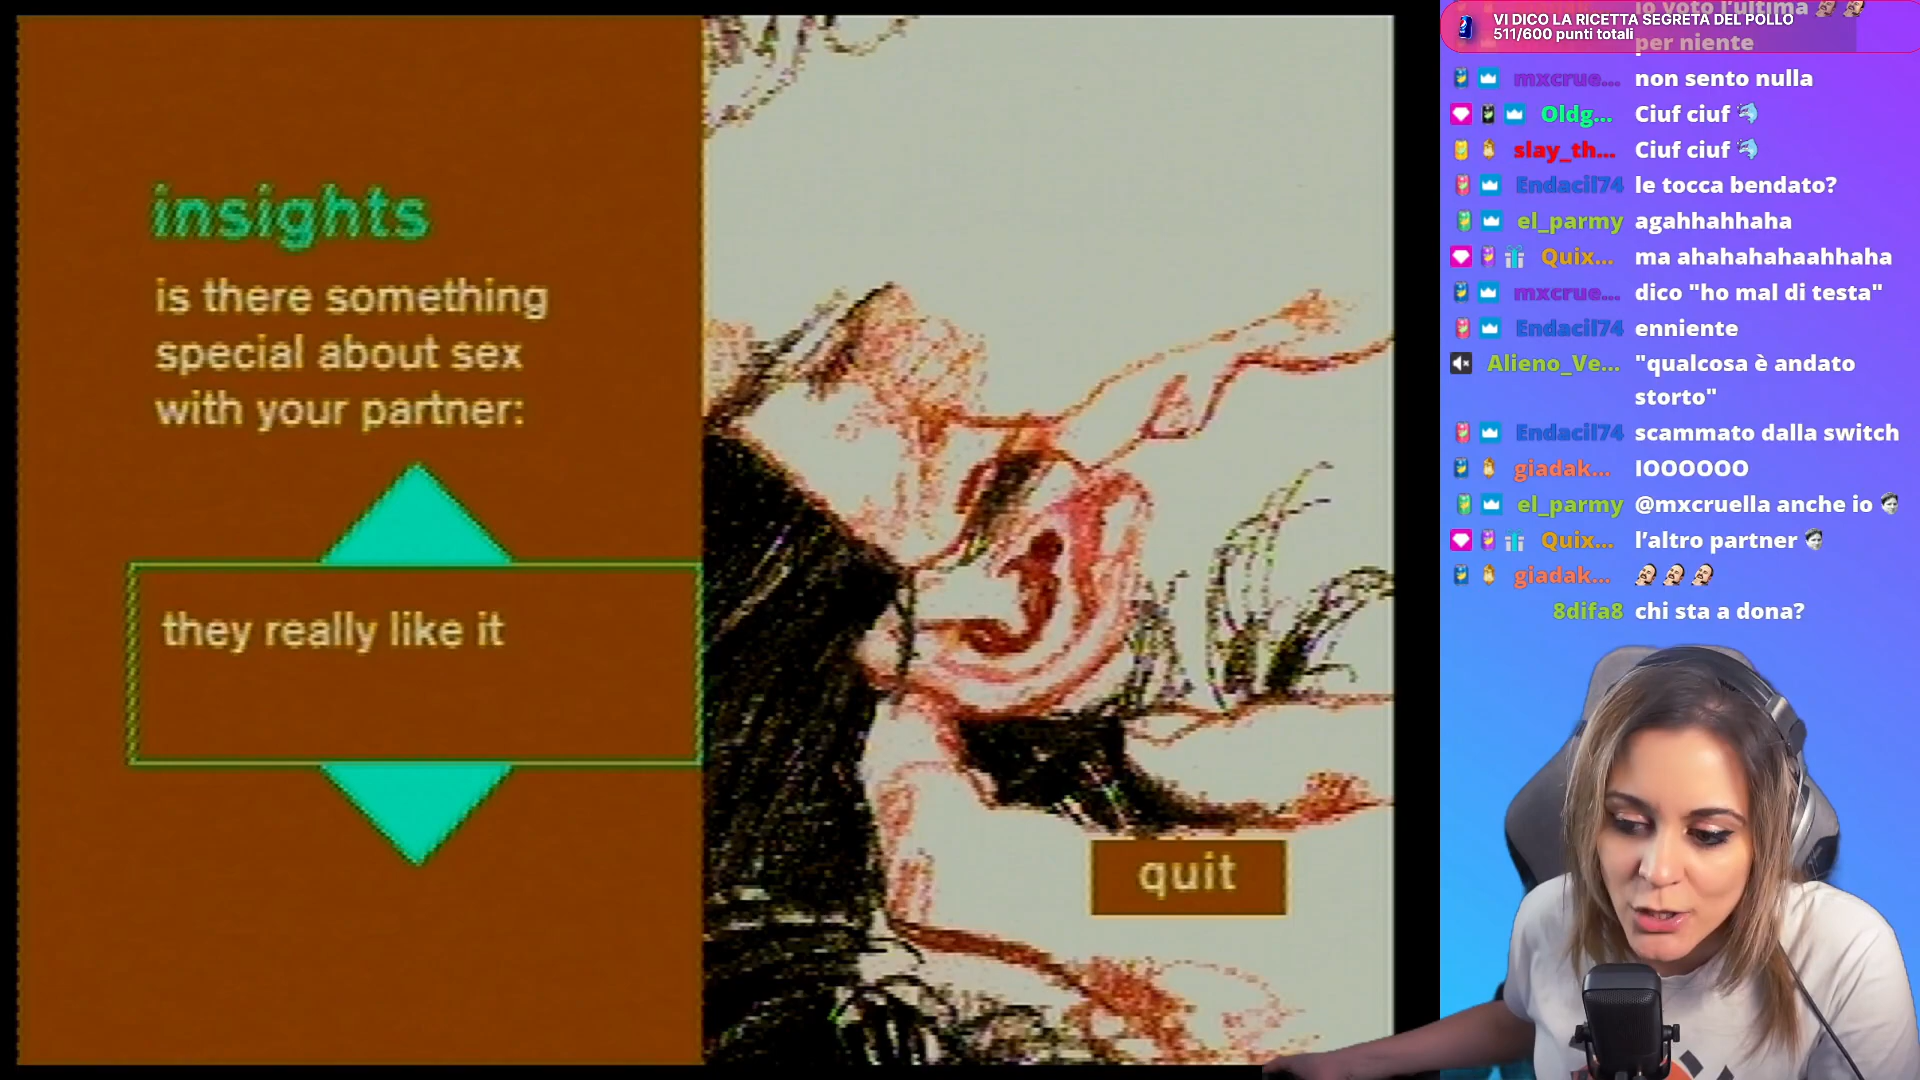 insights
is there something
special about sex
with your partner:
they really like it
quit
io voto l'ultima
VI DICO LA RICETTA SEGRETA DEL POLLO
511/600 punti totali
per niente
mxcrue... non sento nulla
Oldg... Ciuf ciuf
slay_th... Ciuf ciuf
Endacil74 le tocca bendato?
el_parmy agahhahhaha
Quix... ma ahahahahaahhaha
mxcrue... dico "ho mal di testa"
Endacil74 enniente
Alieno_Ve... "qualcosa è andato
storto"
Endacil74 scammato dalla switch
giadak... IOOOOOO
el_parmy @mxcruella anche io
Quix... l'altro partner
giadak...
8difa8 chi sta a dona?